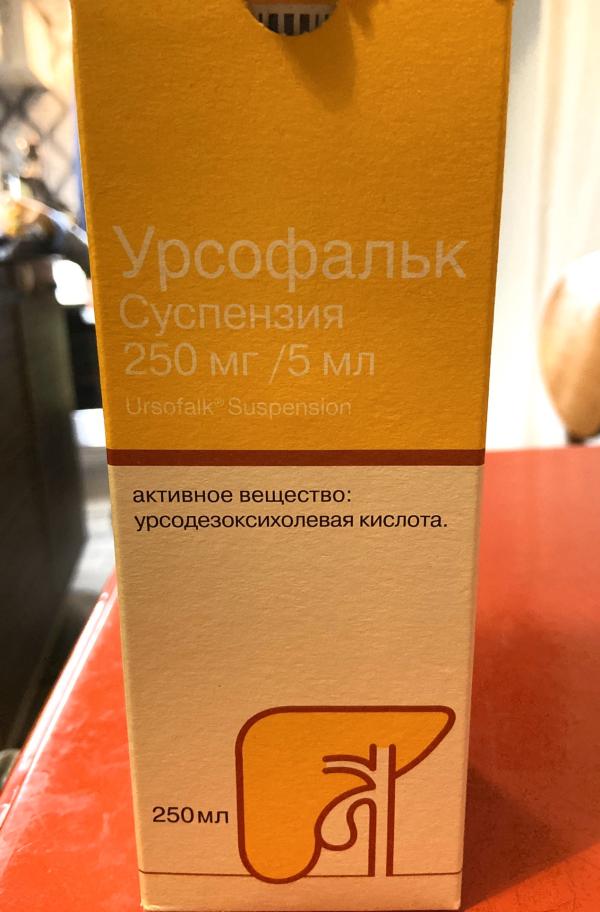 Урсофальк
Суспензия
250 мг /5 мл
Ursofalk® Suspension
активное вещество:
урсодезоксихолевая кислота.
250 мл